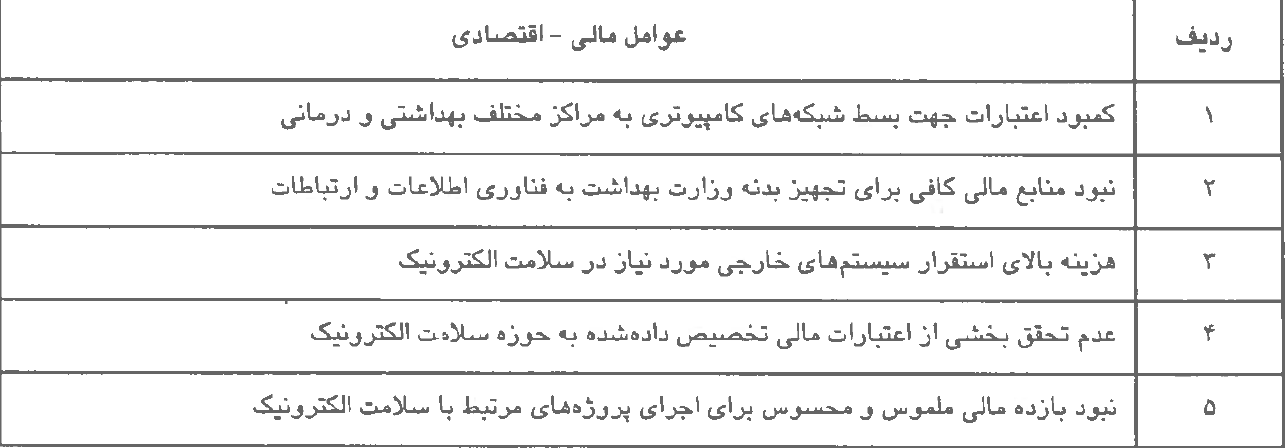 ردیف عوامل مالی - اقتصادی
۱ کمبود اعتبارات جهت بسط شبکه‌های کامپیوتری به مراکز مختلف بهداشتی و درمانی
۲ نبود منابع مالی کافی برای تجهیز بدنه وزارت بهداشت به فناوری اطلاعات و ارتباطات
۳ هزینه بالای استقرار سیستم‌های خارجی مورد نیاز در سلامت الکترونیک
۴ عدم تحقق بخشی از اعتبارات مالی تخصیص داده‌شده به حوزه سلامت الکترونیک
۵ نبود بازده مالی ملموس و محسوس برای اجرای پروژه‌های مرتبط با سلامت الکترونیک